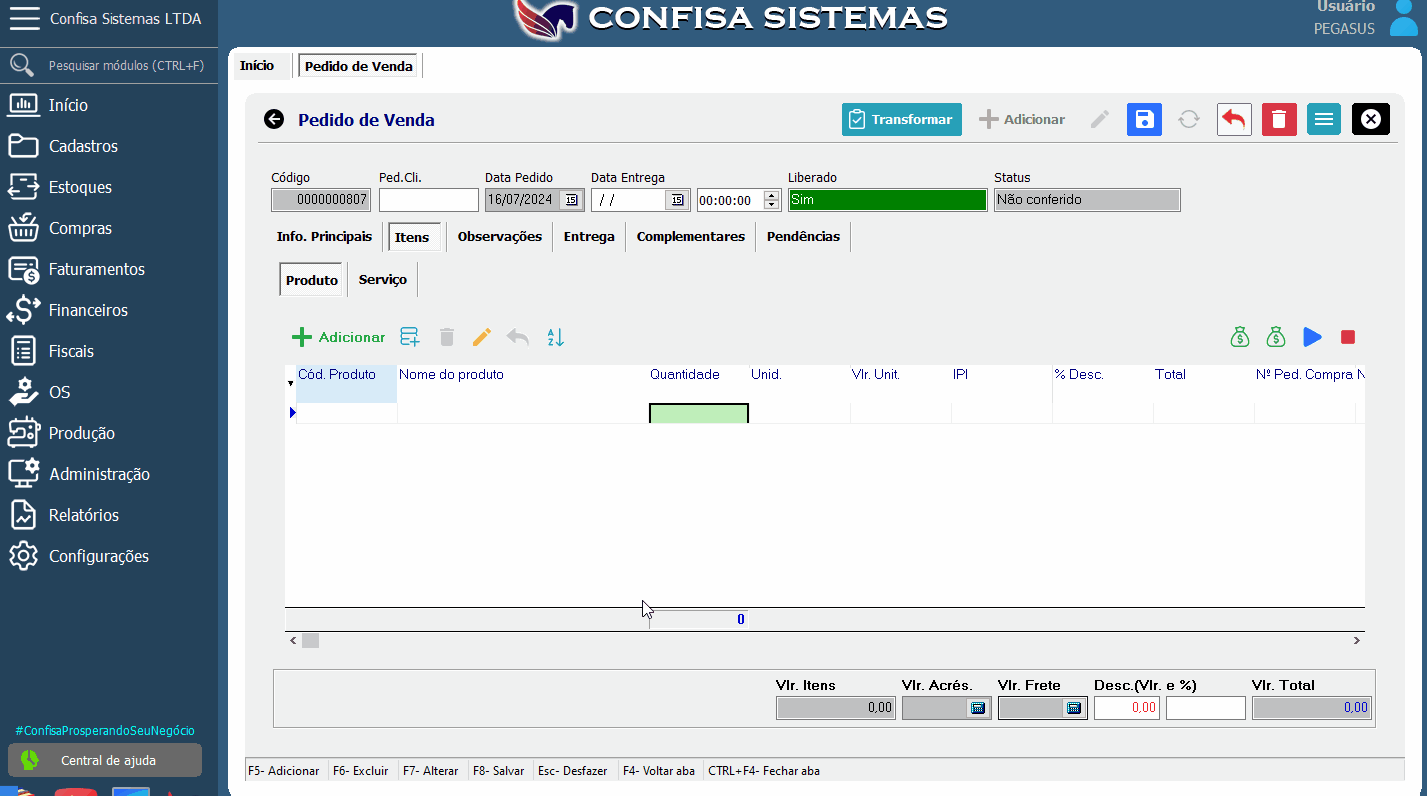 Confisa Sistemas LTDA
CONFISA SISTEMAS
Usuário
PEGASUS
Pesquisar módulos (CTRL+F)
Início
Cadastros
Estoques
Compras
Faturamentos
Financeiros
Fiscais
OS
Produção
Administração
Relatórios
Configurações
#ConfisaProsperandoSeuNegócio
Central de ajuda
Início Pedido de Venda
Pedido de Venda
Transformar Adicionar
Código Ped.Cli. Data Pedido Data Entrega Liberado Status
0000000807 16/07/2024 15 / / 15 00:00:00 Sim Não conferido
Info. Principais Itens Observações Entrega Complementares Pendências
Produto Serviço
Adicionar
Cód. Produto Nome do produto Quantidade Unid. Vlr. Unit. IPI % Desc. Total Nº Ped. Compra N
0
Vlr. Itens Vlr. Acrés. Vlr. Frete Desc.(Vlr. e %) Vlr. Total
0,00 0,00 0,00
F5- Adicionar F6- Excluir F7- Alterar F8- Salvar Esc- Desfazer F4- Voltar aba CTRL+F4- Fechar aba